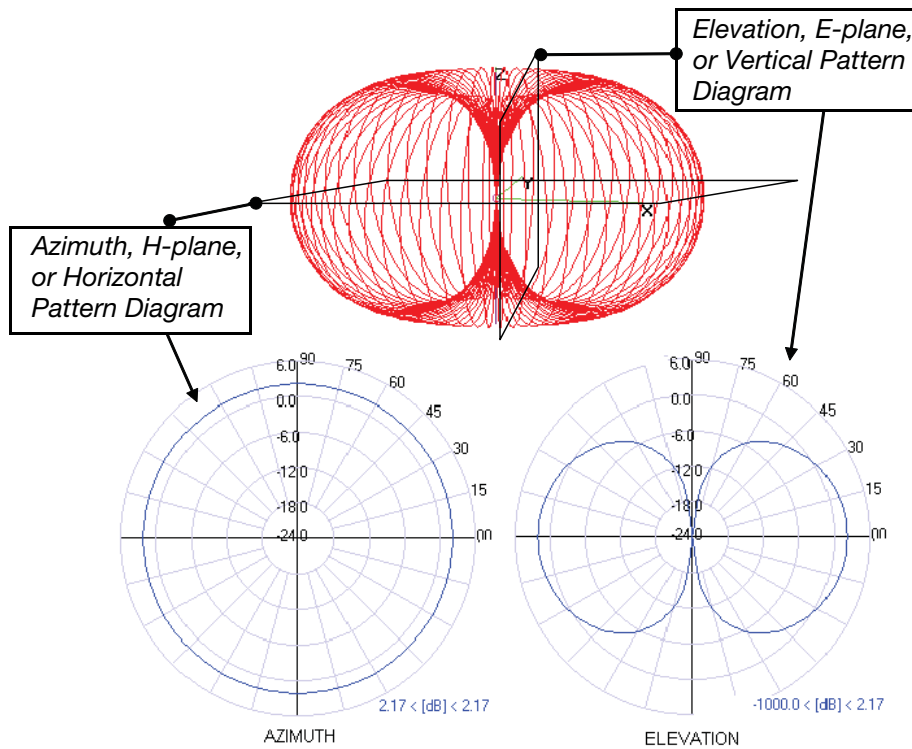 Elevation, E-plane,
or Vertical Pattern
Diagram
Z
Y
X
Azimuth, H-plane,
or Horizontal
Pattern Diagram
6.0
90
75
60
45
30
15
00
0.0
-6.0
-12.0
-18.0
-24.0
2.17 < [dB] < 2.17
AZIMUTH
6.0
90
75
60
45
30
15
00
0.0
-6.0
-12.0
-18.0
-24.0
-1000.0 < [dB] < 2.17
ELEVATION